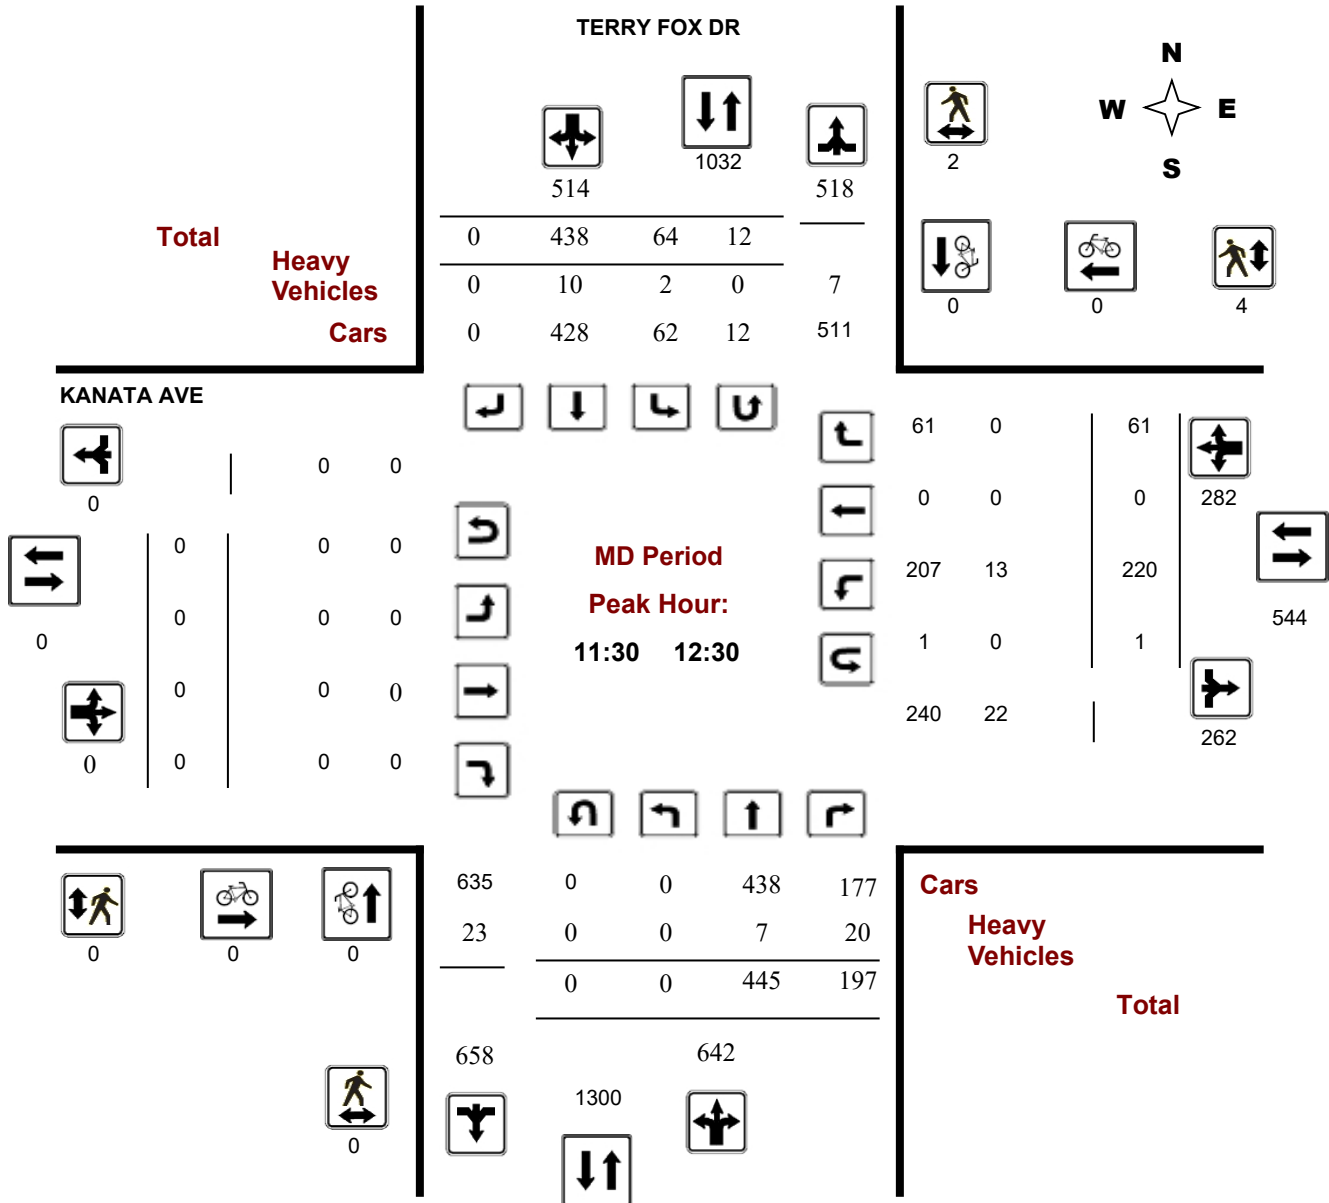 TERRY FOX DR
N
W E
S
1032
2
514 518
Total 0 438 64 12
Heavy
Vehicles 0 10 2 0 7
Cars 0 428 62 12 511
0 0 4
KANATA AVE
61 0 61
0 0
0
0 0 0 282
0 0 0
MD Period
207 13 220
Peak Hour:
0 0 0
544
0
11:30 12:30
1 0 1
0 0 0
240 22
262
0 0 0 0
635 0 0 438 177 Cars
23 0 0 7 20 Heavy
Vehicles
0 0 0
0 0 445 197
Total
658 642
1300
0